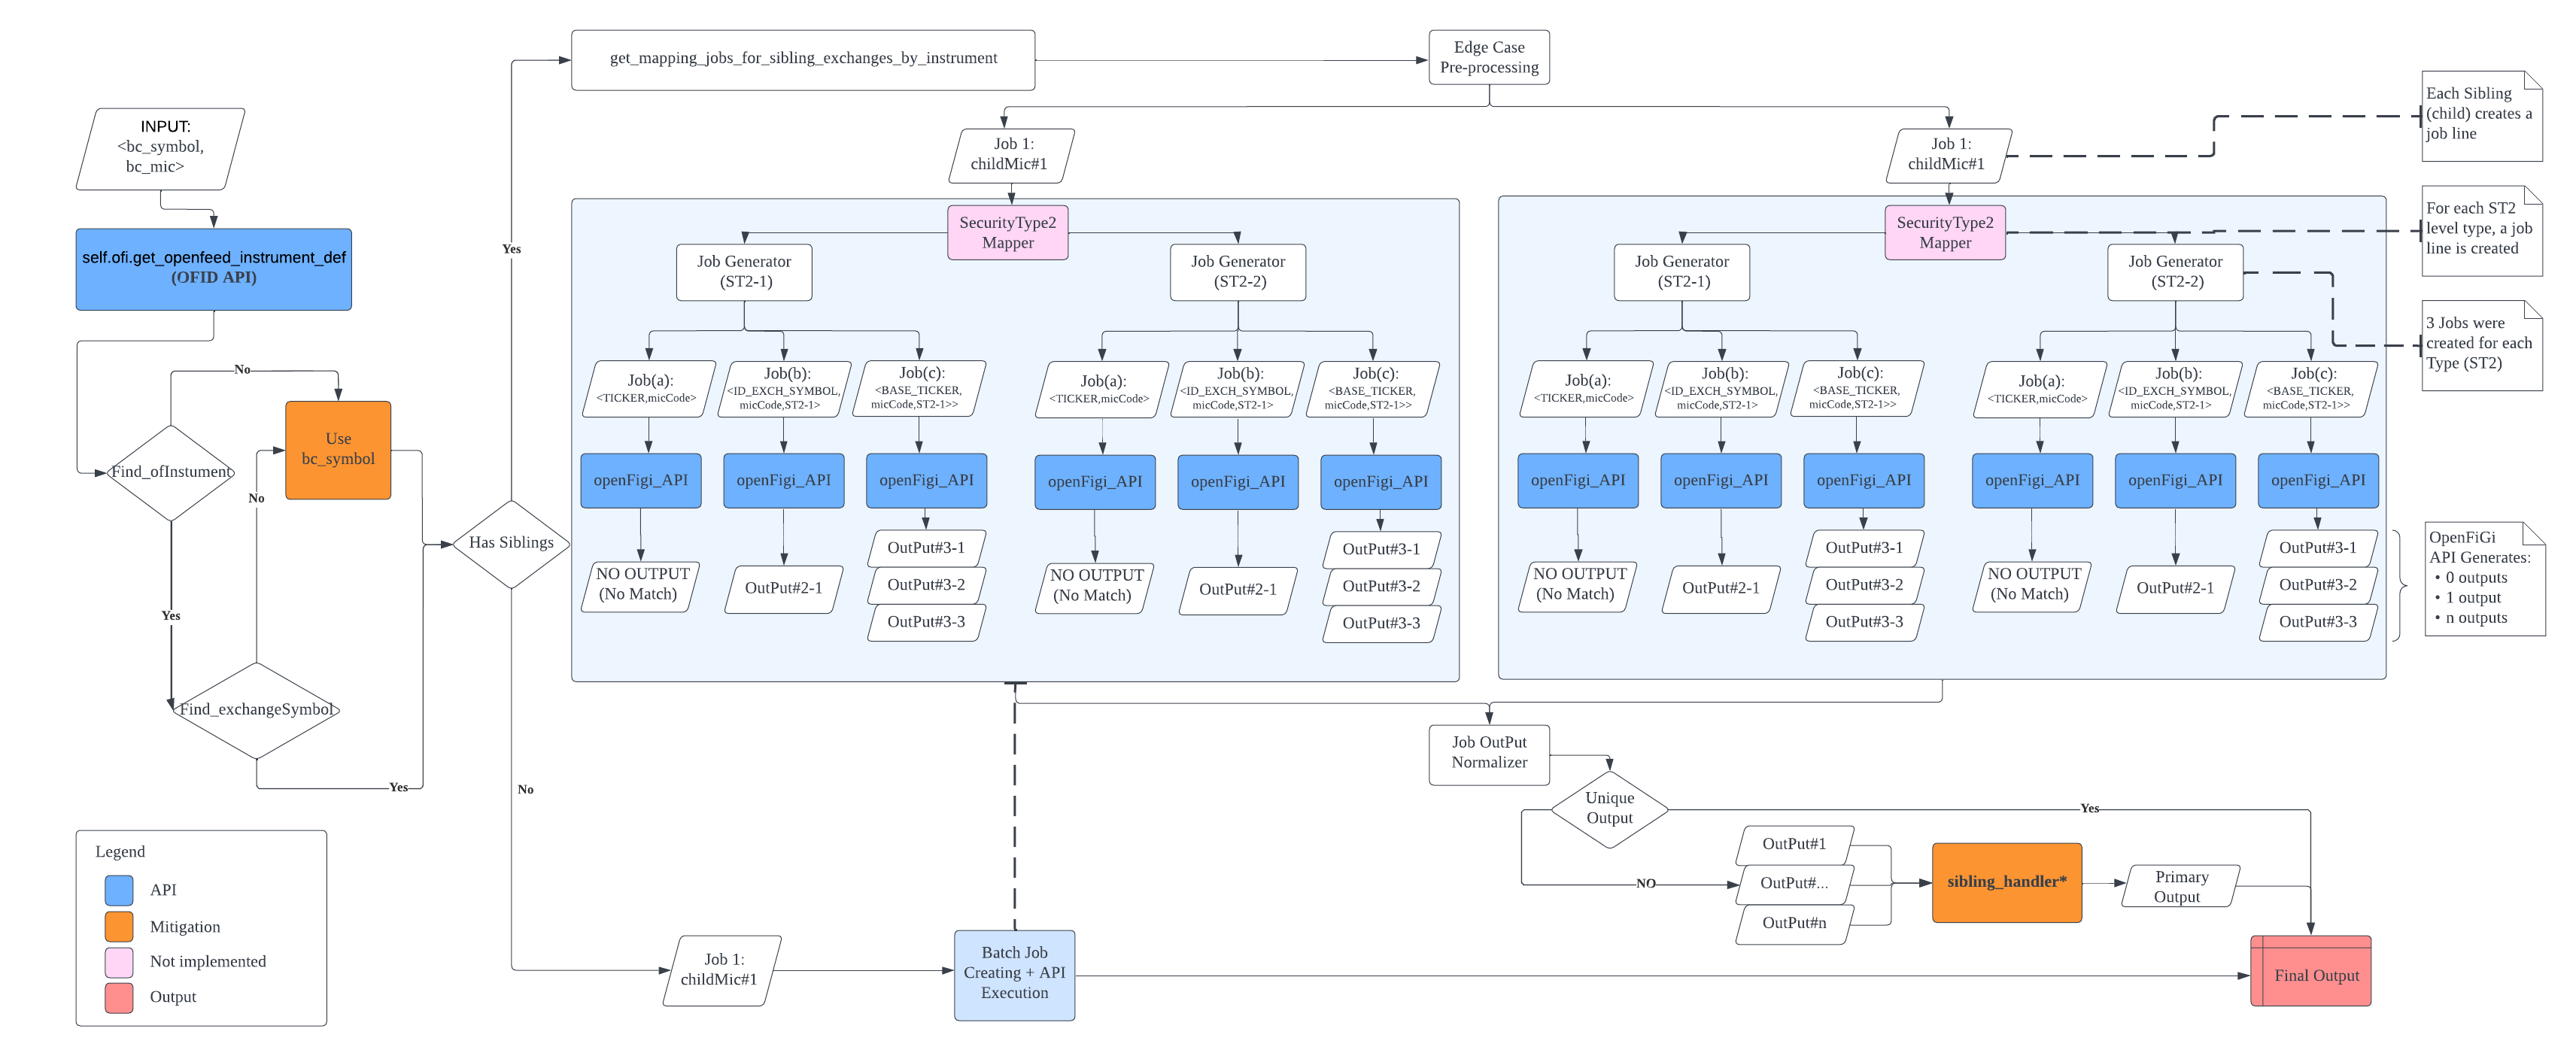 INPUT:
<bc_symbol,
bc_mic>
self.ofi.get_openfeed_instrument_def
(OFID API)
Find_ofInstument
No
Yes
Use
bc_symbol
No
Find_exchangeSymbol
Yes
Has Siblings
Yes
No
Legend
API
Mitigation
Not implemented
Output
get_mapping_jobs_for_sibling_exchanges_by_instrument
Edge Case
Pre-processing
Job 1:
childMic#1
SecurityType2
Mapper
Job Generator
(ST2-1)
Job Generator
(ST2-2)
Job(a):
<TICKER,micCode>
Job(b):
<ID_EXCH_SYMBOL,
micCode,ST2-1>
Job(c):
<BASE_TICKER,
micCode,ST2-1>>
Job(a):
<TICKER,micCode>
Job(b):
<ID_EXCH_SYMBOL,
micCode,ST2-1>
Job(c):
<BASE_TICKER,
micCode,ST2-1>>
openFigi_API
openFigi_API
openFigi_API
openFigi_API
openFigi_API
openFigi_API
NO OUTPUT
(No Match)
OutPut#2-1
OutPut#3-1
OutPut#3-2
OutPut#3-3
NO OUTPUT
(No Match)
OutPut#2-1
OutPut#3-1
OutPut#3-2
OutPut#3-3
Job 1:
childMic#1
SecurityType2
Mapper
Job Generator
(ST2-1)
Job Generator
(ST2-2)
Job(a):
<TICKER,micCode>
Job(b):
<ID_EXCH_SYMBOL,
micCode,ST2-1>
Job(c):
<BASE_TICKER,
micCode,ST2-1>>
Job(a):
<TICKER,micCode>
Job(b):
<ID_EXCH_SYMBOL,
micCode,ST2-1>
Job(c):
<BASE_TICKER,
micCode,ST2-1>>
openFigi_API
openFigi_API
openFigi_API
openFigi_API
openFigi_API
openFigi_API
NO OUTPUT
(No Match)
OutPut#2-1
OutPut#3-1
OutPut#3-2
OutPut#3-3
NO OUTPUT
(No Match)
OutPut#2-1
OutPut#3-1
OutPut#3-2
OutPut#3-3
Each Sibling
(child) creates a
job line
For each ST2
level type, a job
line is created
3 Jobs were
created for each
Type (ST2)
OpenFiGi
API Generates:
• 0 outputs
• 1 output
• n outputs
Job OutPut
Normalizer
Unique
Output
Yes
NO
OutPut#1
OutPut#...
OutPut#n
sibling_handler*
Primary
Output
Job 1:
childMic#1
Batch Job
Creating + API
Execution
Final Output